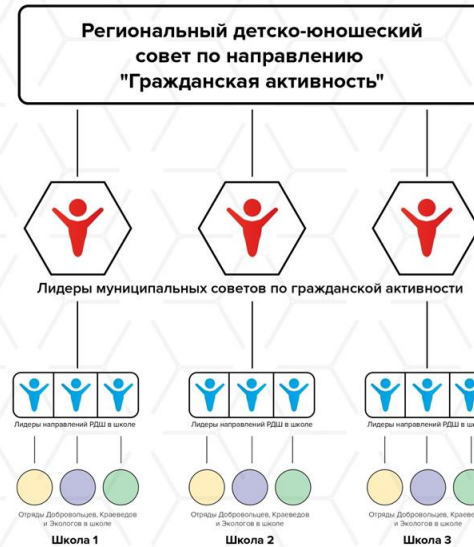 Региональный детско-юношеский
совет по направлению
"Гражданская активность"
Лидеры муниципальных советов по гражданской активности
Лидеры направлений РДШ в школе
Лидеры направлений РДШ в школе
Лидеры направлений РДШ в
Отряды Добровольцев, Краеведов
и Экологов в школе
Отряды Добровольцев, Краеведов
и Экологов в школе
Отряды Добровольцев,
и Экологов в школе
Школа 1
Школа 2
Школа 3